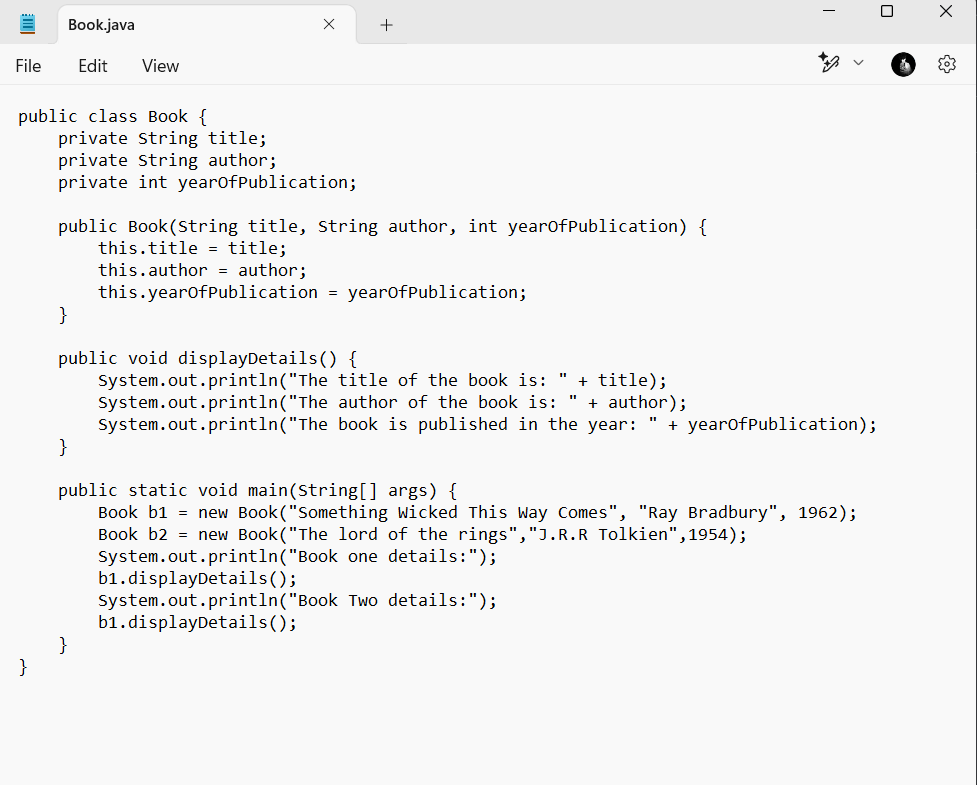 Book.java
File Edit View
public class Book {
    private String title;
    private String author;
    private int yearOfPublication;

    public Book(String title, String author, int yearOfPublication) {
        this.title = title;
        this.author = author;
        this.yearOfPublication = yearOfPublication;
    }

    public void displayDetails() {
        System.out.println("The title of the book is: " + title);
        System.out.println("The author of the book is: " + author);
        System.out.println("The book is published in the year: " + yearOfPublication);
    }

    public static void main(String[] args) {
        Book b1 = new Book("Something Wicked This Way Comes", "Ray Bradbury", 1962);
        Book b2 = new Book("The lord of the rings","J.R.R Tolkien",1954);
        System.out.println("Book one details:");
        b1.displayDetails();
        System.out.println("Book Two details:");
        b1.displayDetails();
    }
}